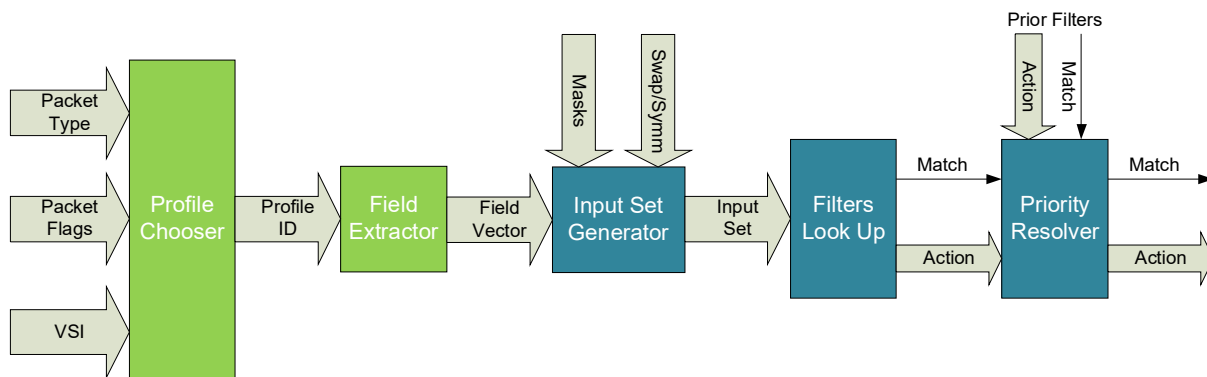 Prior Filters
Masks
Swap/Symm
Action
Match
Packet
Type
Packet
Flags
VSI
Profile
Chooser
Profile
ID
Field
Extractor
Field
Vector
Input Set
Generator
Input
Set
Filters
Look Up
Match
Action
Priority
Resolver
Match
Action